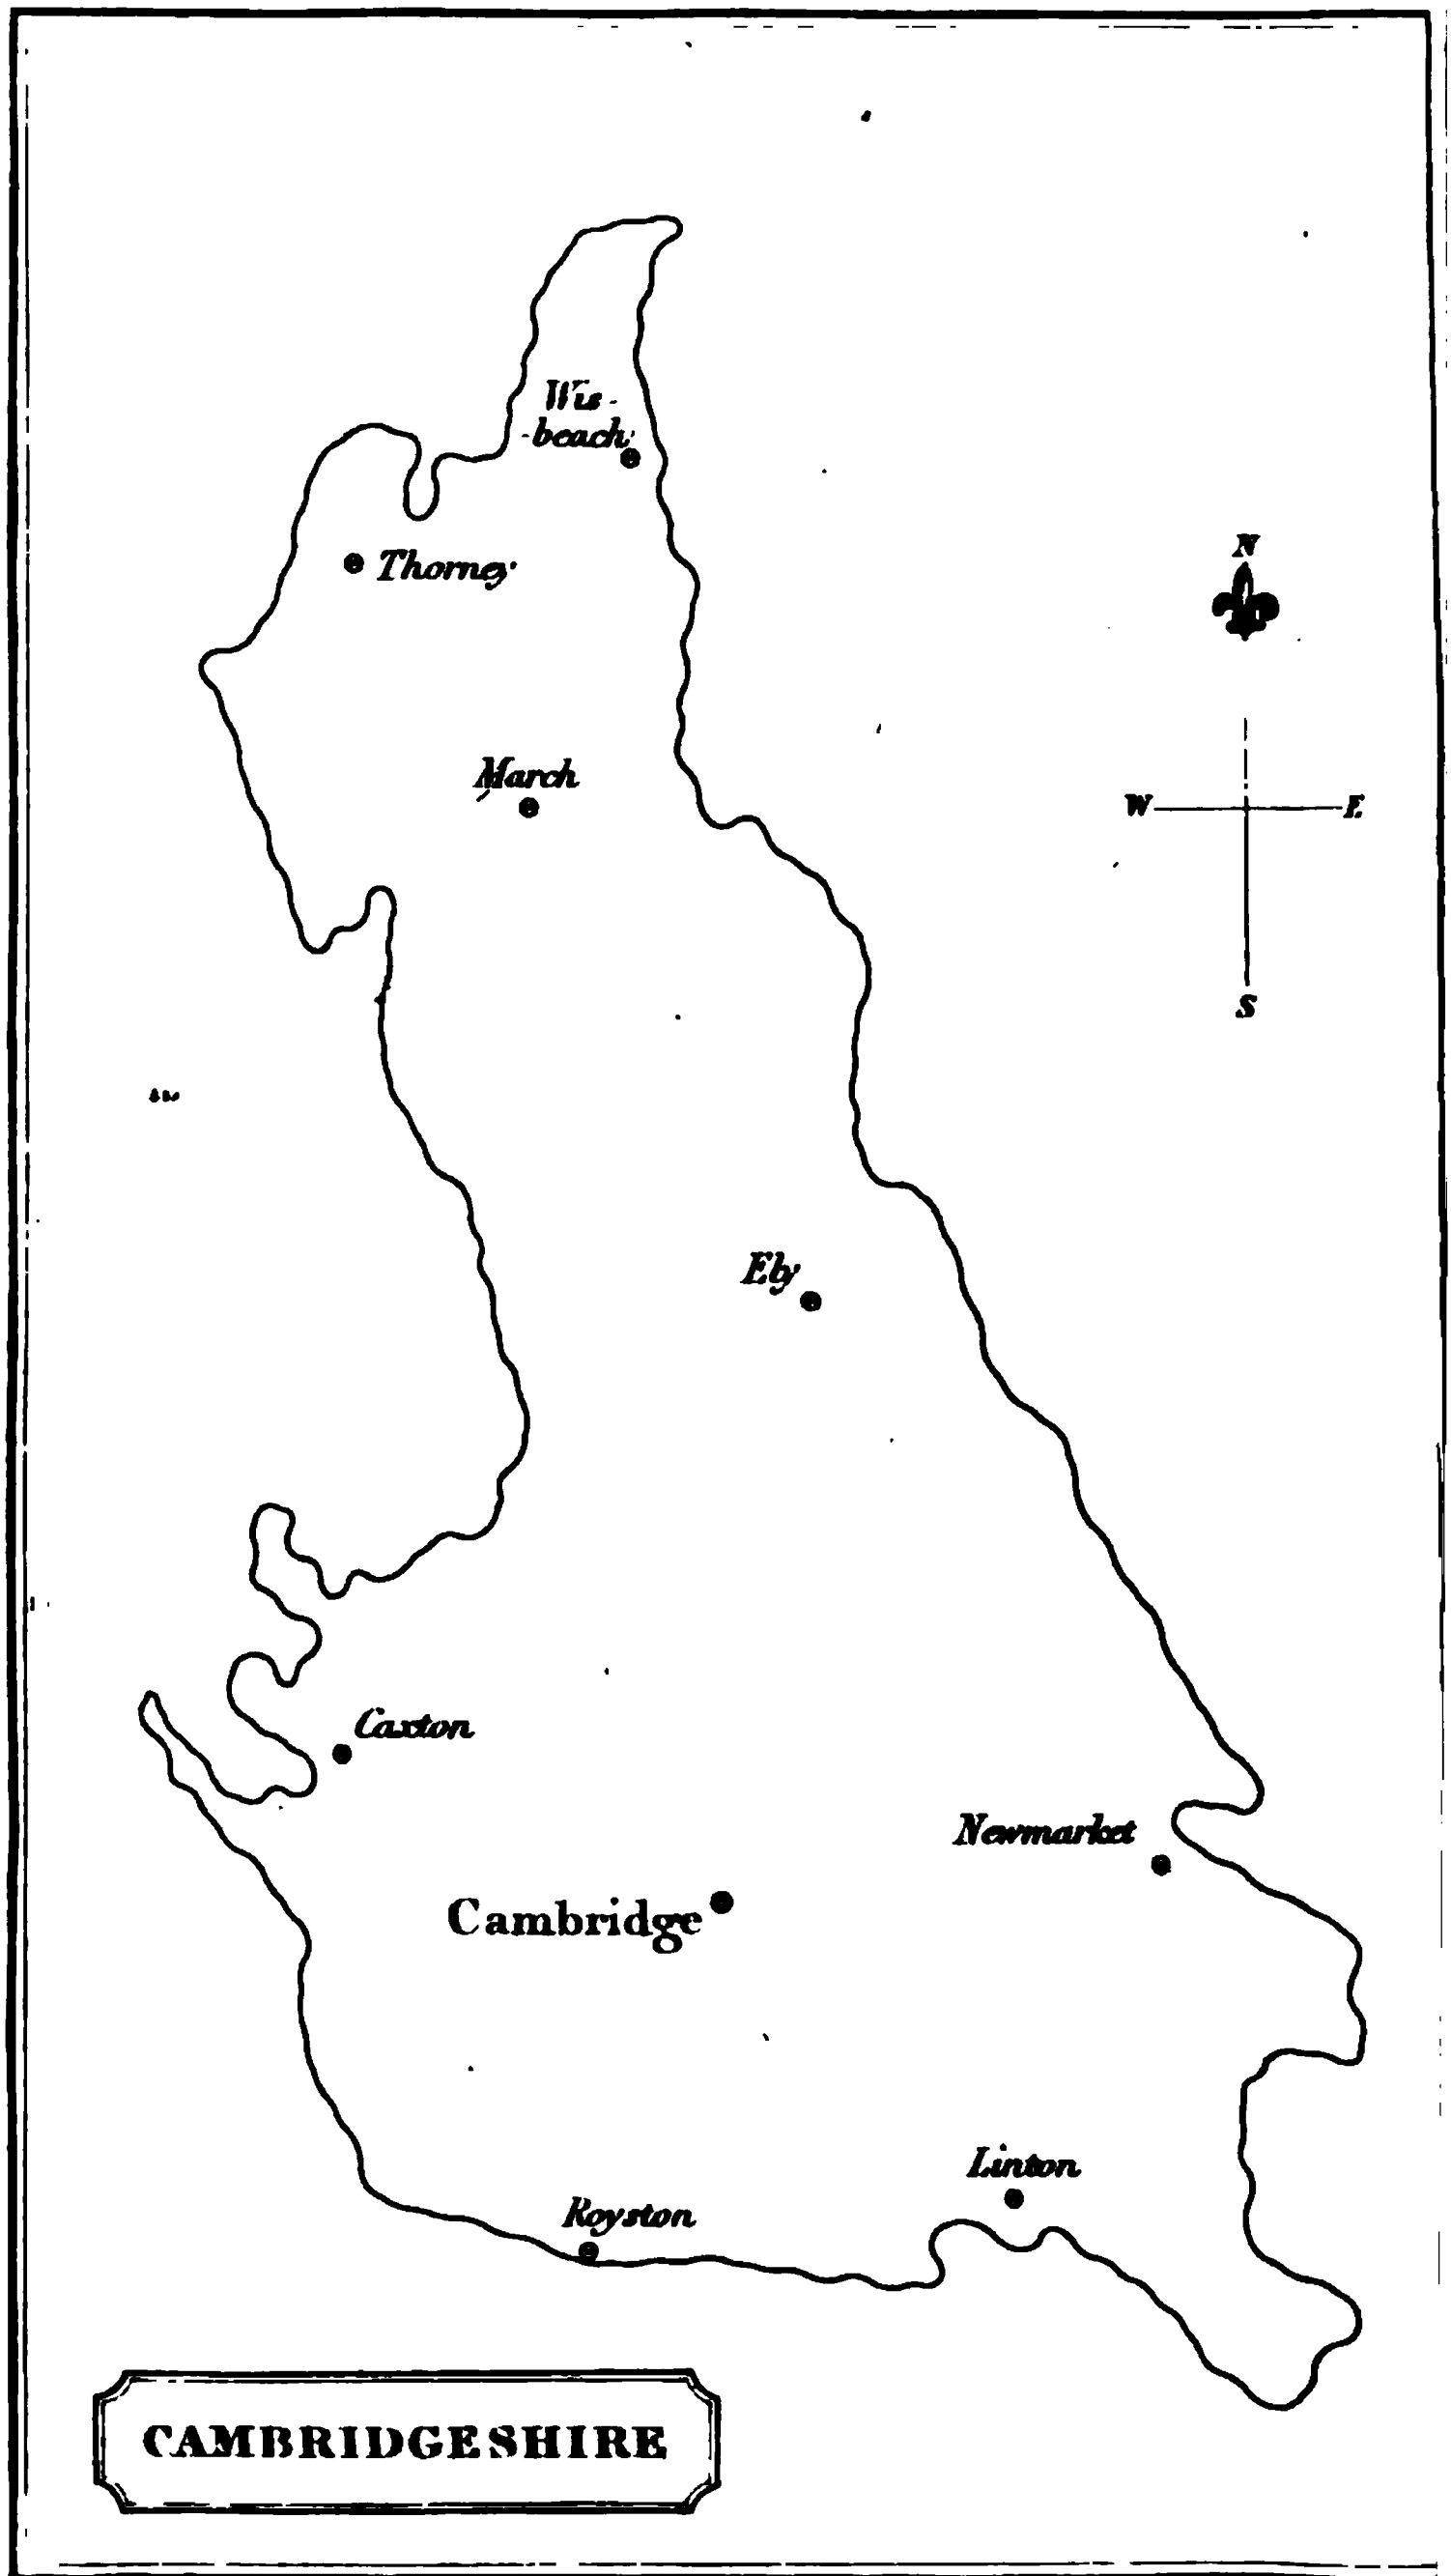 Wis-
-beach
N
Thorney
March
W E
S
Ely
Caxton
Newmarket
Cambridge
Linton
Royston
CAMBRIDGESHIRE